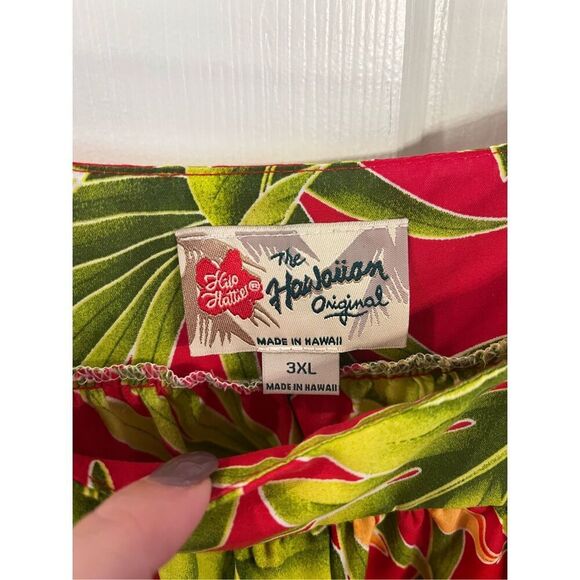 Hilo
Hattie®
The
Hawaiian
Original
MADE IN HAWAII
3XL
MADE IN HAWAII